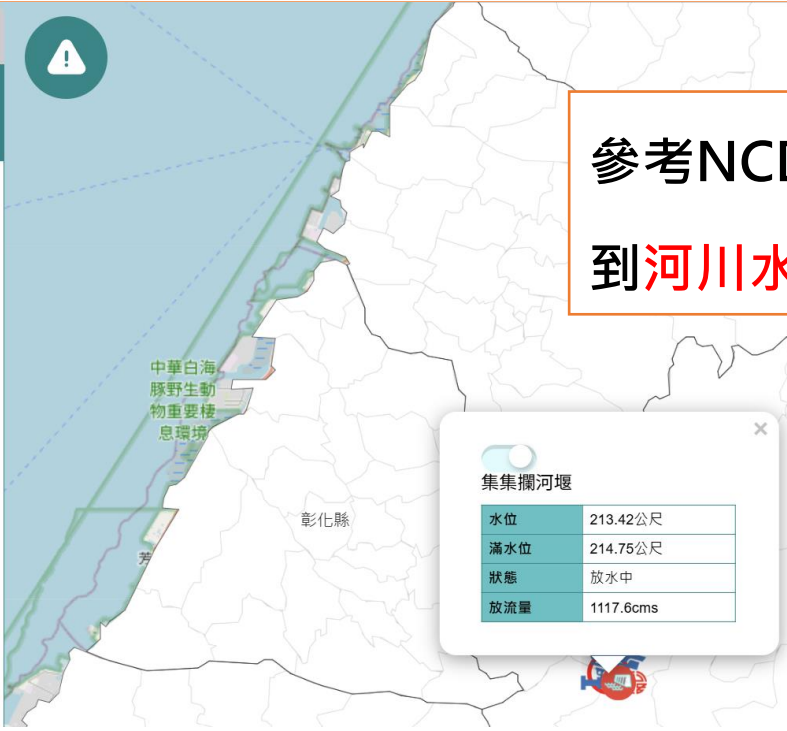 參考NCD
到河川水
中華白海
豚野生動
物重要棲
息環境
彰化縣
芳
集集攔河堰
水位 213.42公尺
滿水位 214.75公尺
狀態 放水中
放流量 1117.6cms